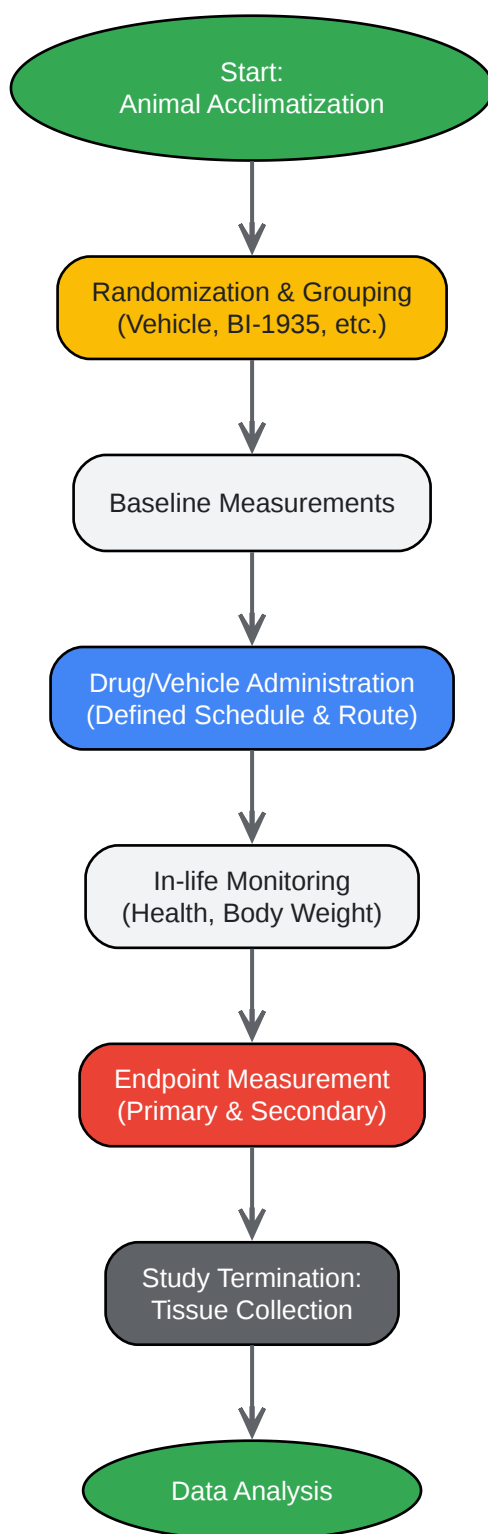 Start:
Animal Acclimatization
Randomization & Grouping
(Vehicle, BI-1935, etc.)
Baseline Measurements
Drug/Vehicle Administration
(Defined Schedule & Route)
In-life Monitoring
(Health, Body Weight)
Endpoint Measurement
(Primary & Secondary)
Study Termination:
Tissue Collection
Data Analysis